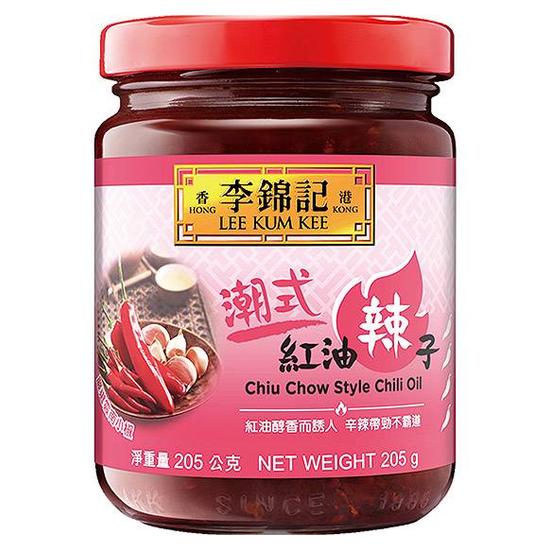 香港
HONG KONG
李錦記
LEE KUM KEE
潮式
紅油辣子
Chiu Chow Style Chili Oil
紅油醇香而誘人 辛辣帶勁不霸道
淨重量 205 公克 NET WEIGHT 205 g
SINCE 1888